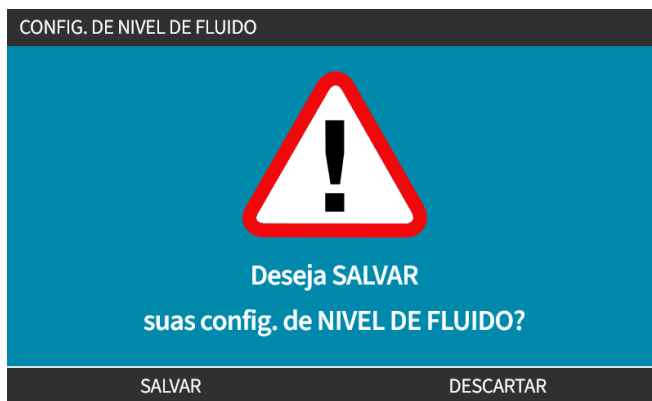 CONFIG. DE NIVEL DE FLUIDO
!
Deseja SALVAR
suas config. de NIVEL DE FLUIDO?
SALVAR DESCARTAR